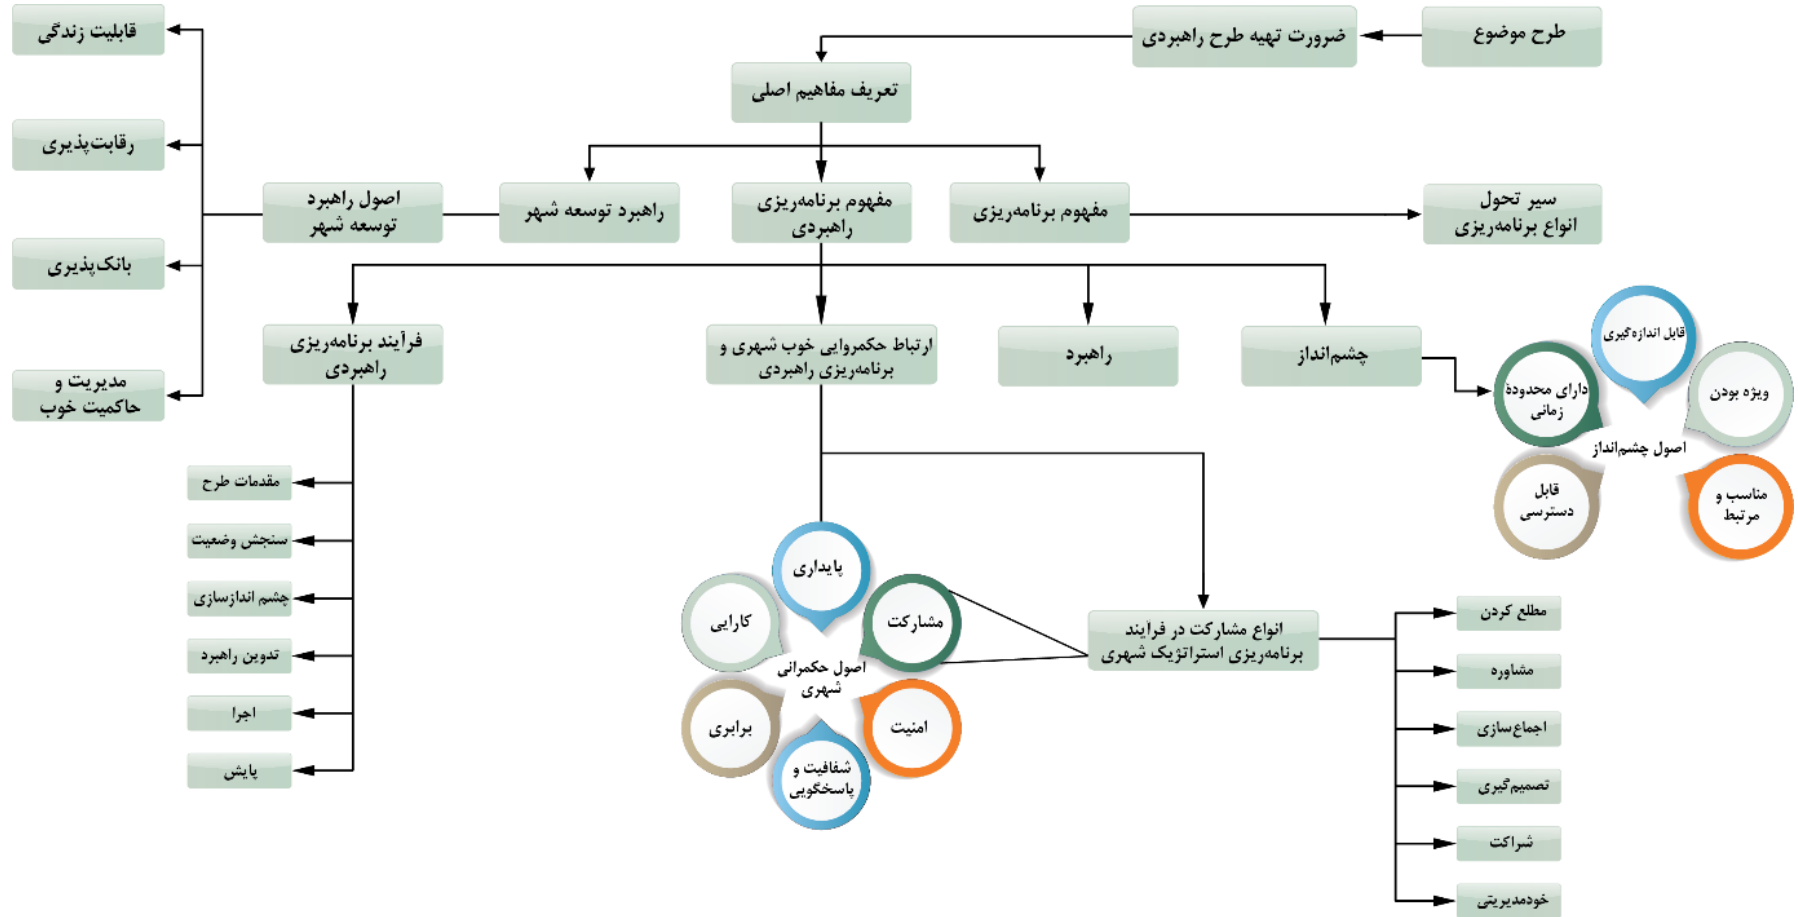 طرح موضوع
ضرورت تهیه طرح راهبردی
تعریف مفاهیم اصلی
مفهوم برنامه‌ریزی
سیر تحول
انواع برنامه‌ریزی
مفهوم برنامه‌ریزی
راهبردی
راهبرد توسعه شهر
اصول راهبرد
توسعه شهر
قابلیت زندگی
رقابت‌پذیری
بانک‌پذیری
مدیریت و
حاکمیت خوب
چشم‌انداز
راهبرد
ارتباط حکمروایی خوب شهری و
برنامه‌ریزی راهبردی
فرآیند برنامه‌ریزی
راهبردی
اصول چشم‌انداز
قابل اندازه‌گیری
ویژه بودن
مناسب و
مرتبط
قابل
دسترسی
دارای محدودۀ
زمانی
اصول حکمرانی
شهری
پایداری
مشارکت
امنیت
شفافیت و
پاسخگویی
برابری
کارایی
انواع مشارکت در فرآیند
برنامه‌ریزی استراتژیک شهری
مطلع کردن
مشاوره
اجماع‌سازی
تصمیم‌گیری
شراکت
خودمدیریتی
مقدمات طرح
سنجش وضعیت
چشم اندازسازی
تدوین راهبرد
اجرا
پایش